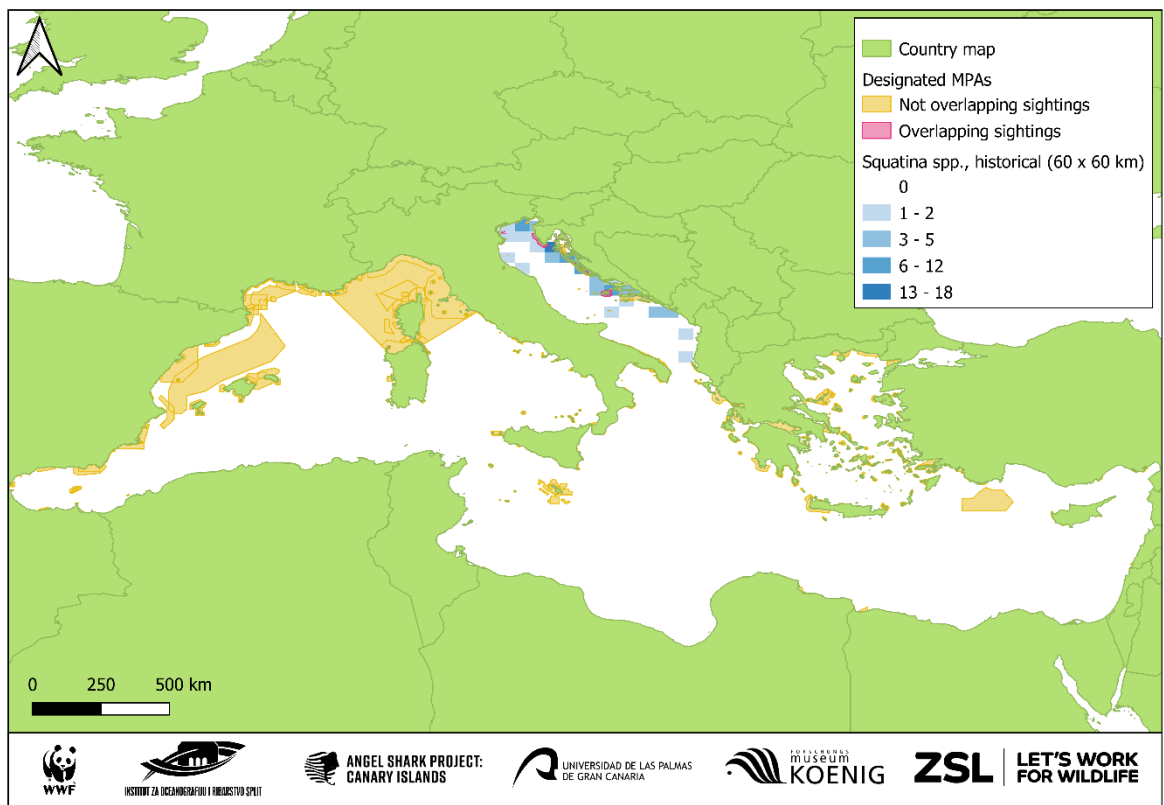 Country map
Designated MPAs
Not overlapping sightings
Overlapping sightings
Squatina spp., historical (60 x 60 km)
0
1 - 2
3 - 5
6 - 12
13 - 18
0 250 500 km
WWF
INSTITUT ZA OCEANOGRAFIJU I RIBARSTVO SPLIT
ANGEL SHARK PROJECT:
CANARY ISLANDS
UNIVERSIDAD DE LAS PALMAS
DE GRAN CANARIA
FORSCHUNGS
museum
KOENIG
ZSL
LET'S WORK
FOR WILDLIFE